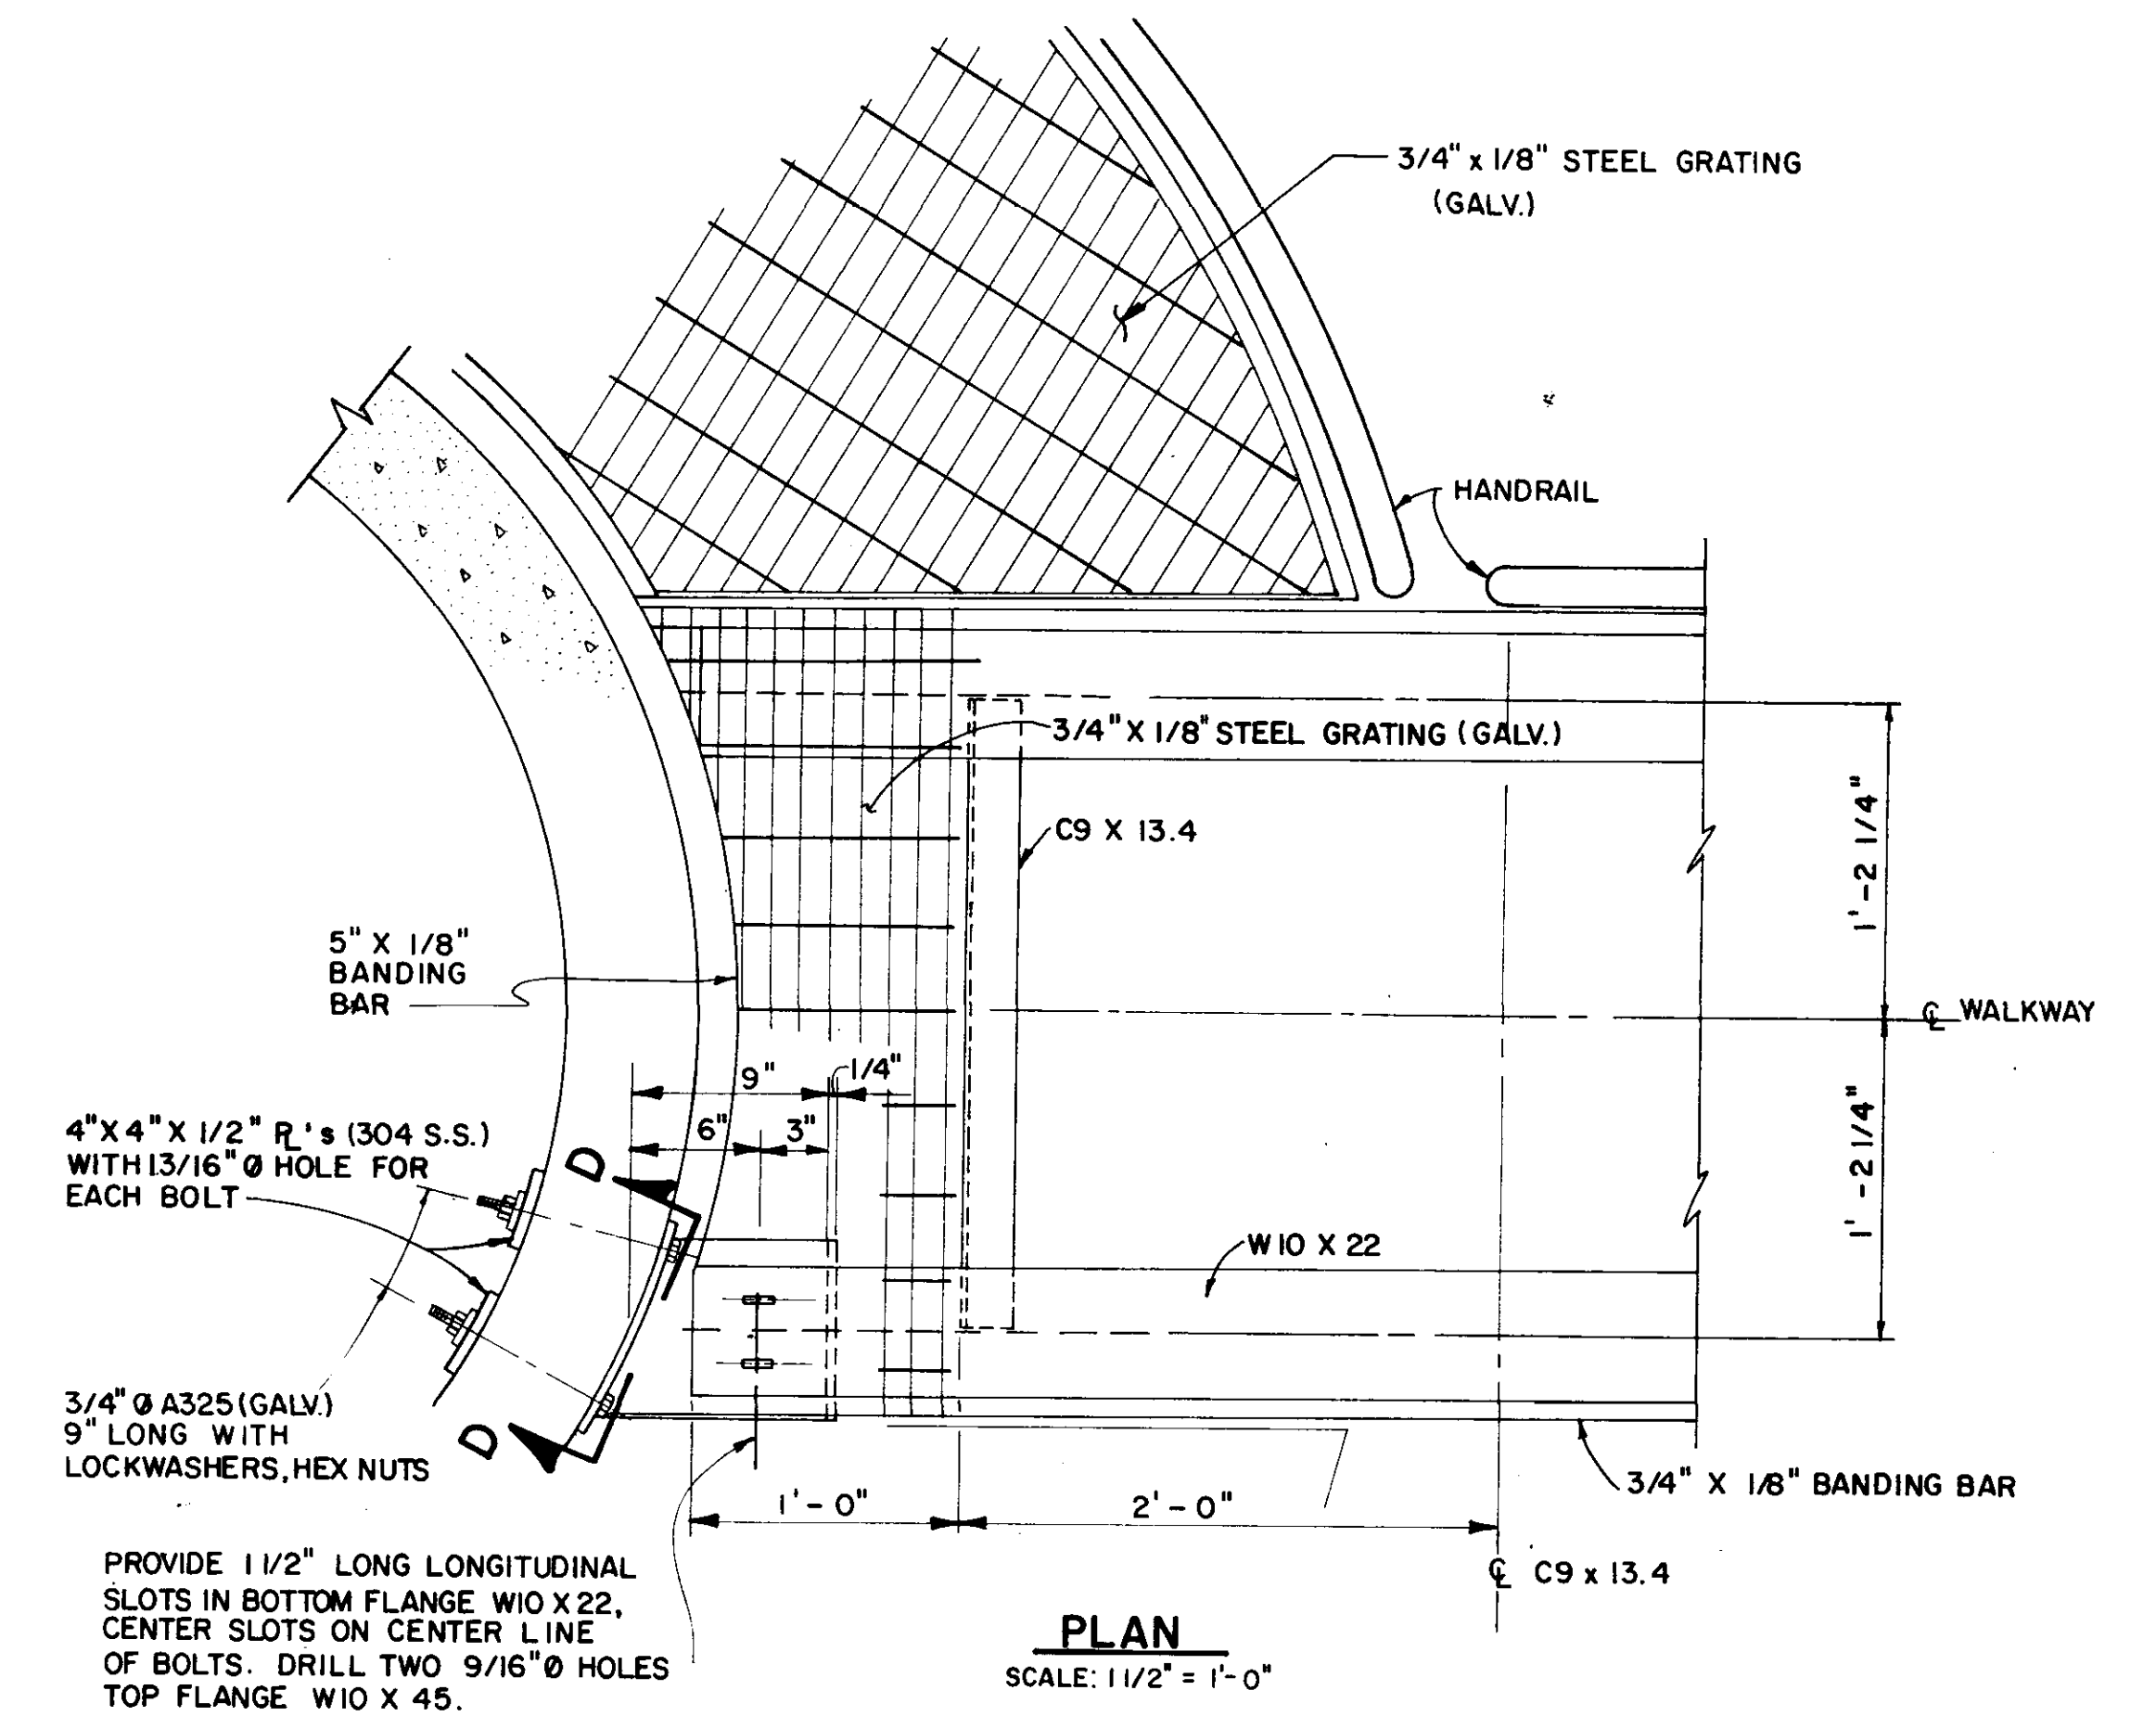 3/4" x 1/8" STEEL GRATING
(GALV.)
HANDRAIL
3/4" X 1/8" STEEL GRATING (GALV.)
C9 X 13.4
1'-2 1/4"
5" X 1/8"
BANDING
BAR
℄ WALKWAY
9"
1/4"
6"
3"
4" X 4" X 1/2" ℞'s (304 S.S.)
WITH 13/16" Ø HOLE FOR
EACH BOLT
D
1'-2 1/4"
W10 X 22
3/4" Ø A325 (GALV.)
9" LONG WITH
LOCKWASHERS, HEX NUTS
D
3/4" X 1/8" BANDING BAR
1'-0"
2'-0"
℄ C9 x 13.4
PROVIDE 1 1/2" LONG LONGITUDINAL
SLOTS IN BOTTOM FLANGE W10 X 22,
CENTER SLOTS ON CENTER LINE
OF BOLTS. DRILL TWO 9/16" Ø HOLES
TOP FLANGE W10 X 45.
PLAN
SCALE: 1 1/2" = 1'-0"